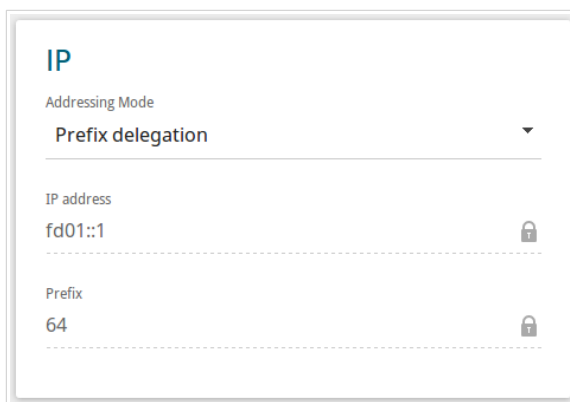 IP
Addressing Mode
Prefix delegation
IP address
fd01::1
Prefix
64